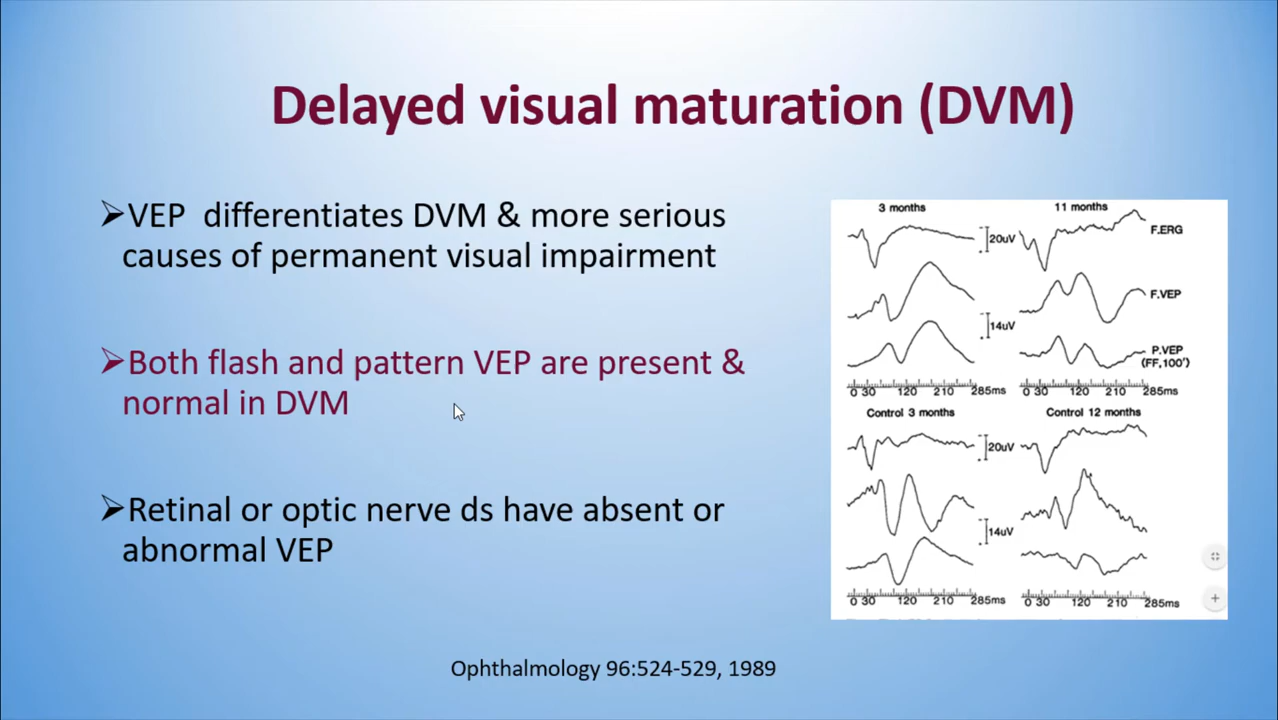 Delayed visual maturation (DVM)
➢VEP differentiates DVM & more serious
causes of permanent visual impairment
➢Both flash and pattern VEP are present &
normal in DVM
➢Retinal or optic nerve ds have absent or
abnormal VEP
3 months
11 months
20uV
F.ERG
F.VEP
14uV
P.VEP
(FF,100')
0 30 120 210 285ms
0 30 120 210 285ms
Control 3 months
Control 12 months
20uV
14uV
0 30 120 210 285ms
0 30 120 210 285ms
Ophthalmology 96:524-529, 1989